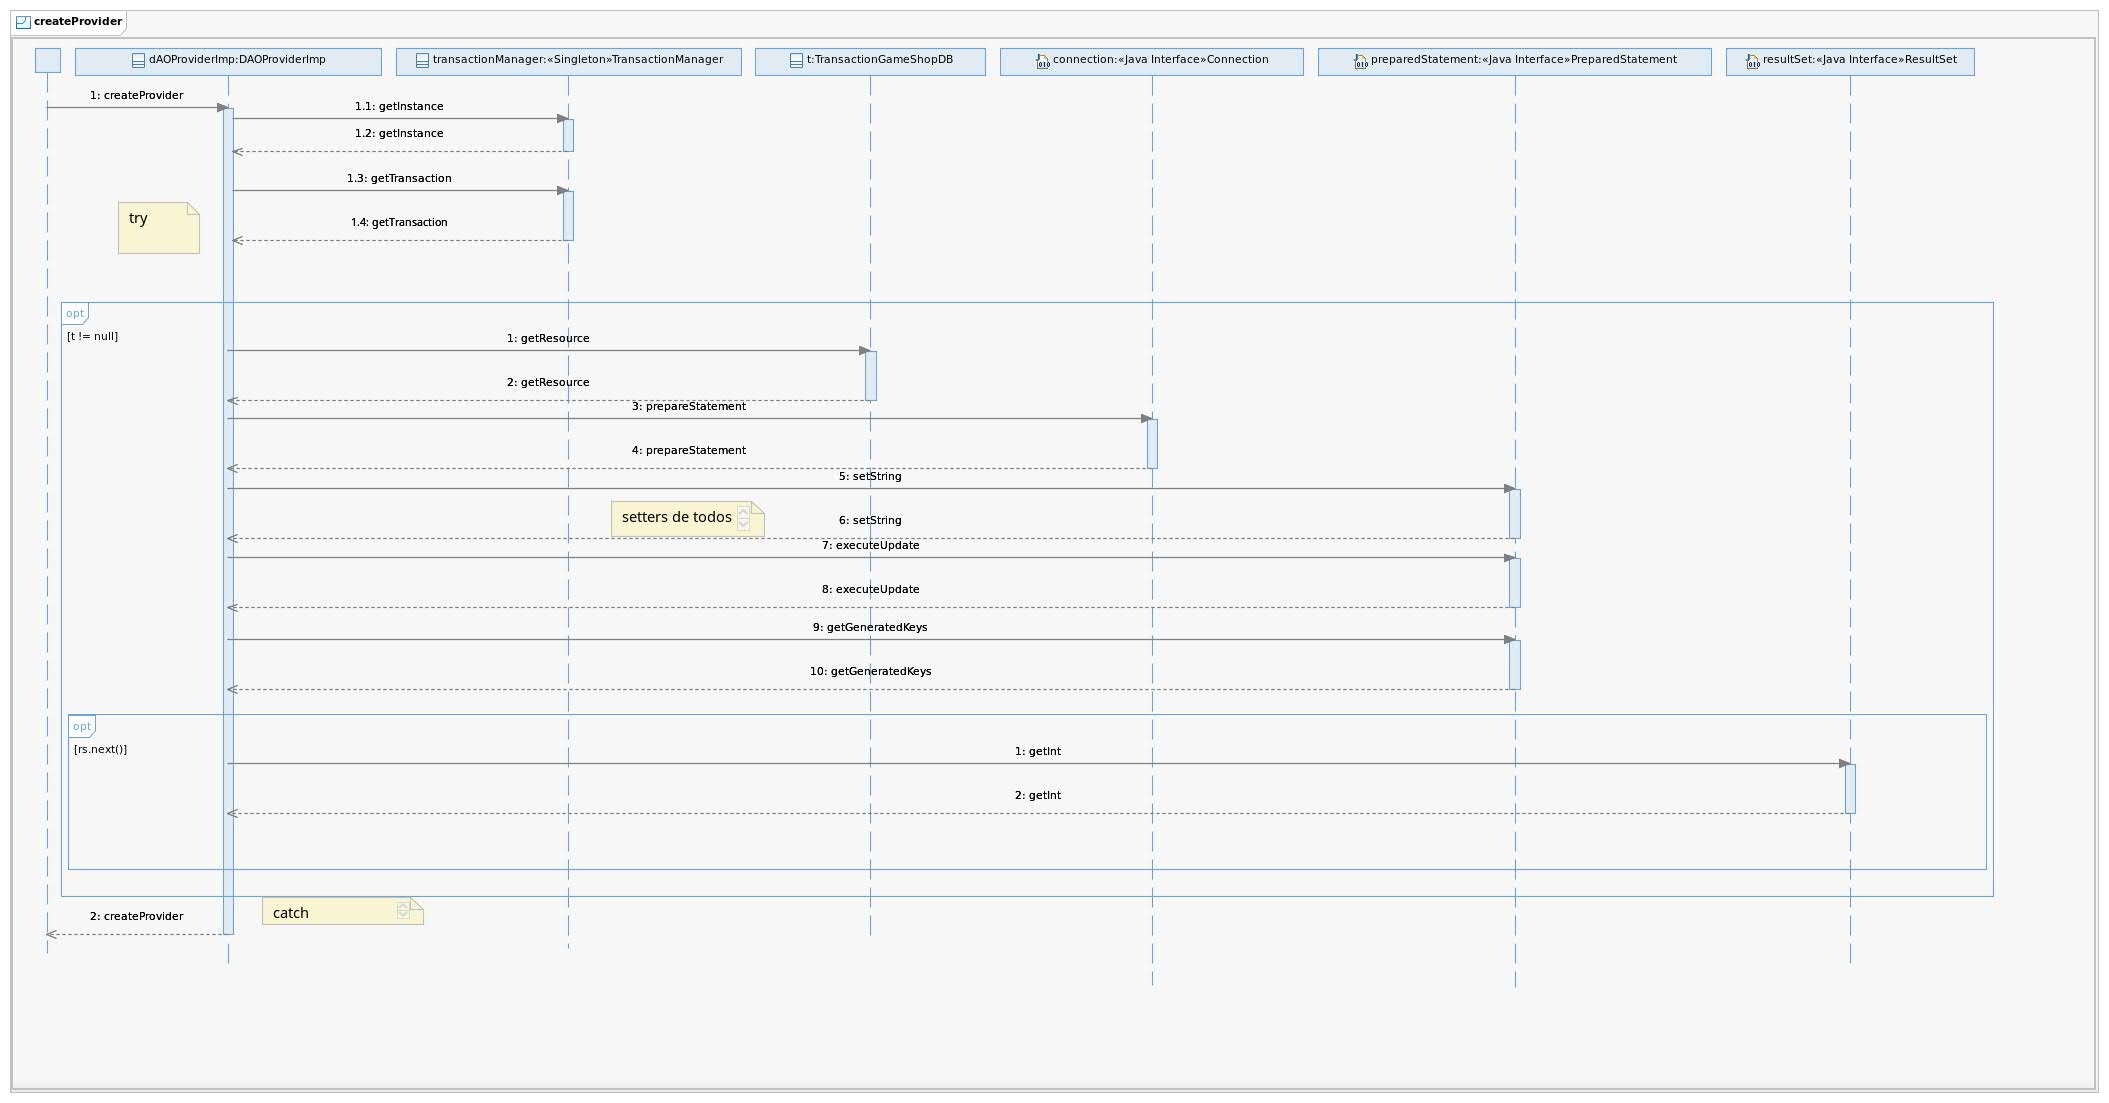 createProvider
dAOProviderImp:DAOProviderImp
transactionManager:«Singleton»TransactionManager
t:TransactionGameShopDB
connection:«Java Interface»Connection
preparedStatement:«Java Interface»PreparedStatement
resultSet:«Java Interface»ResultSet
1: createProvider
1.1: getInstance
1.2: getInstance
1.3: getTransaction
try
1.4: getTransaction
opt
[t != null]
1: getResource
2: getResource
3: prepareStatement
4: prepareStatement
5: setString
setters de todos
6: setString
7: executeUpdate
8: executeUpdate
9: getGeneratedKeys
10: getGeneratedKeys
opt
[rs.next()]
1: getInt
2: getInt
catch
2: createProvider